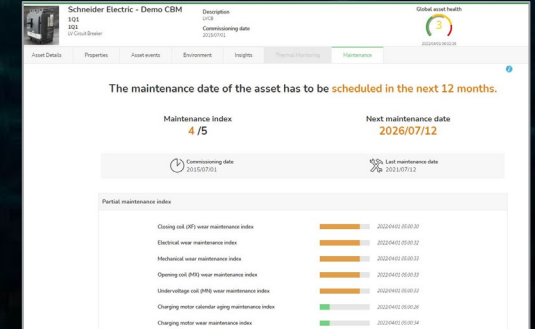 Schneider Electric - Demo CBM
1Q1
1Q1
LV Circuit Breaker
Description
LVCB
Commissioning date
2015/07/01
Global asset health
3
Asset Details
Properties
Asset events
Environment
Insights
Thermal Monitoring
Maintenance
The maintenance date of the asset has to be scheduled in the next 12 months.
Maintenance index
4 /5
Next maintenance date
2026/07/12
Commissioning date
2015/07/01
Last maintenance date
2021/07/12
Partial maintenance index
Closing coil (XF) wear maintenance index
2022/04/01 05:00:30
Electrical wear maintenance index
2022/04/01 05:00:32
Mechanical wear maintenance index
2022/04/01 05:00:33
Opening coil (MX) wear maintenance index
2022/04/01 05:00:33
Undervoltage coil (MN) wear maintenance index
2022/04/01 05:00:33
Charging motor calendar aging maintenance index
2022/04/01 05:00:26
Charging motor wear maintenance index
2022/04/01 05:00:34